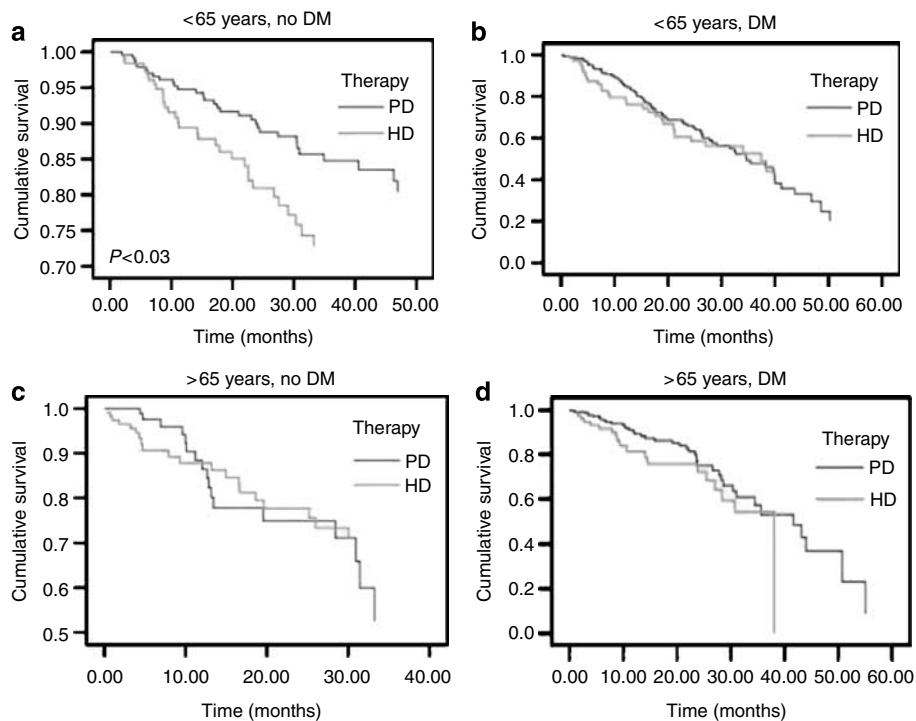 a
<65 years, no DM
Cumulative survival
1.00
0.95
0.90
0.85
0.80
0.75
0.70
Therapy
PD
HD
P<0.03
0.00 10.00 20.00 30.00 40.00 50.00
Time (months)
b
<65 years, DM
Cumulative survival
1.0
0.8
0.6
0.4
0.2
0.0
Therapy
PD
HD
0.00 10.00 20.00 30.00 40.00 50.00 60.00
Time (months)
c
>65 years, no DM
Cumulative survival
1.0
0.9
0.8
0.7
0.6
0.5
Therapy
PD
HD
0.00 10.00 20.00 30.00 40.00
Time (months)
d
>65 years, DM
Cumulative survival
1.0
0.8
0.6
0.4
0.2
0.0
Therapy
PD
HD
0.00 10.00 20.00 30.00 40.00 50.00 60.00
Time (months)